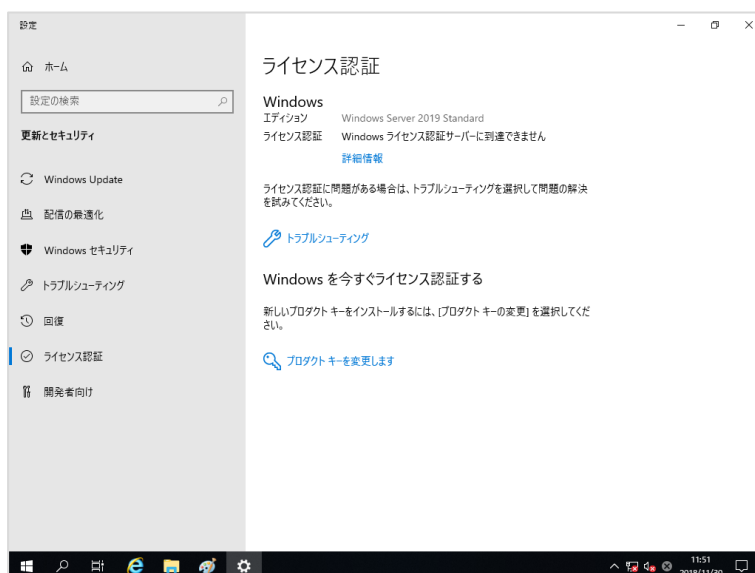 設定
ホーム
設定の検索
更新とセキュリティ
Windows Update
配信の最適化
Windows セキュリティ
トラブルシューティング
回復
ライセンス認証
開発者向け
ライセンス認証
Windows
エディション Windows Server 2019 Standard
ライセンス認証 Windows ライセンス認証サーバーに到達できません
詳細情報
ライセンス認証に問題がある場合は、トラブルシューティングを選択して問題の解決
を試みてください。
トラブルシューティング
Windows を今すぐライセンス認証する
新しいプロダクト キーをインストールするには、[プロダクト キーの変更] を選択してくだ
さい。
プロダクト キーを変更します
11:51
2018/11/30